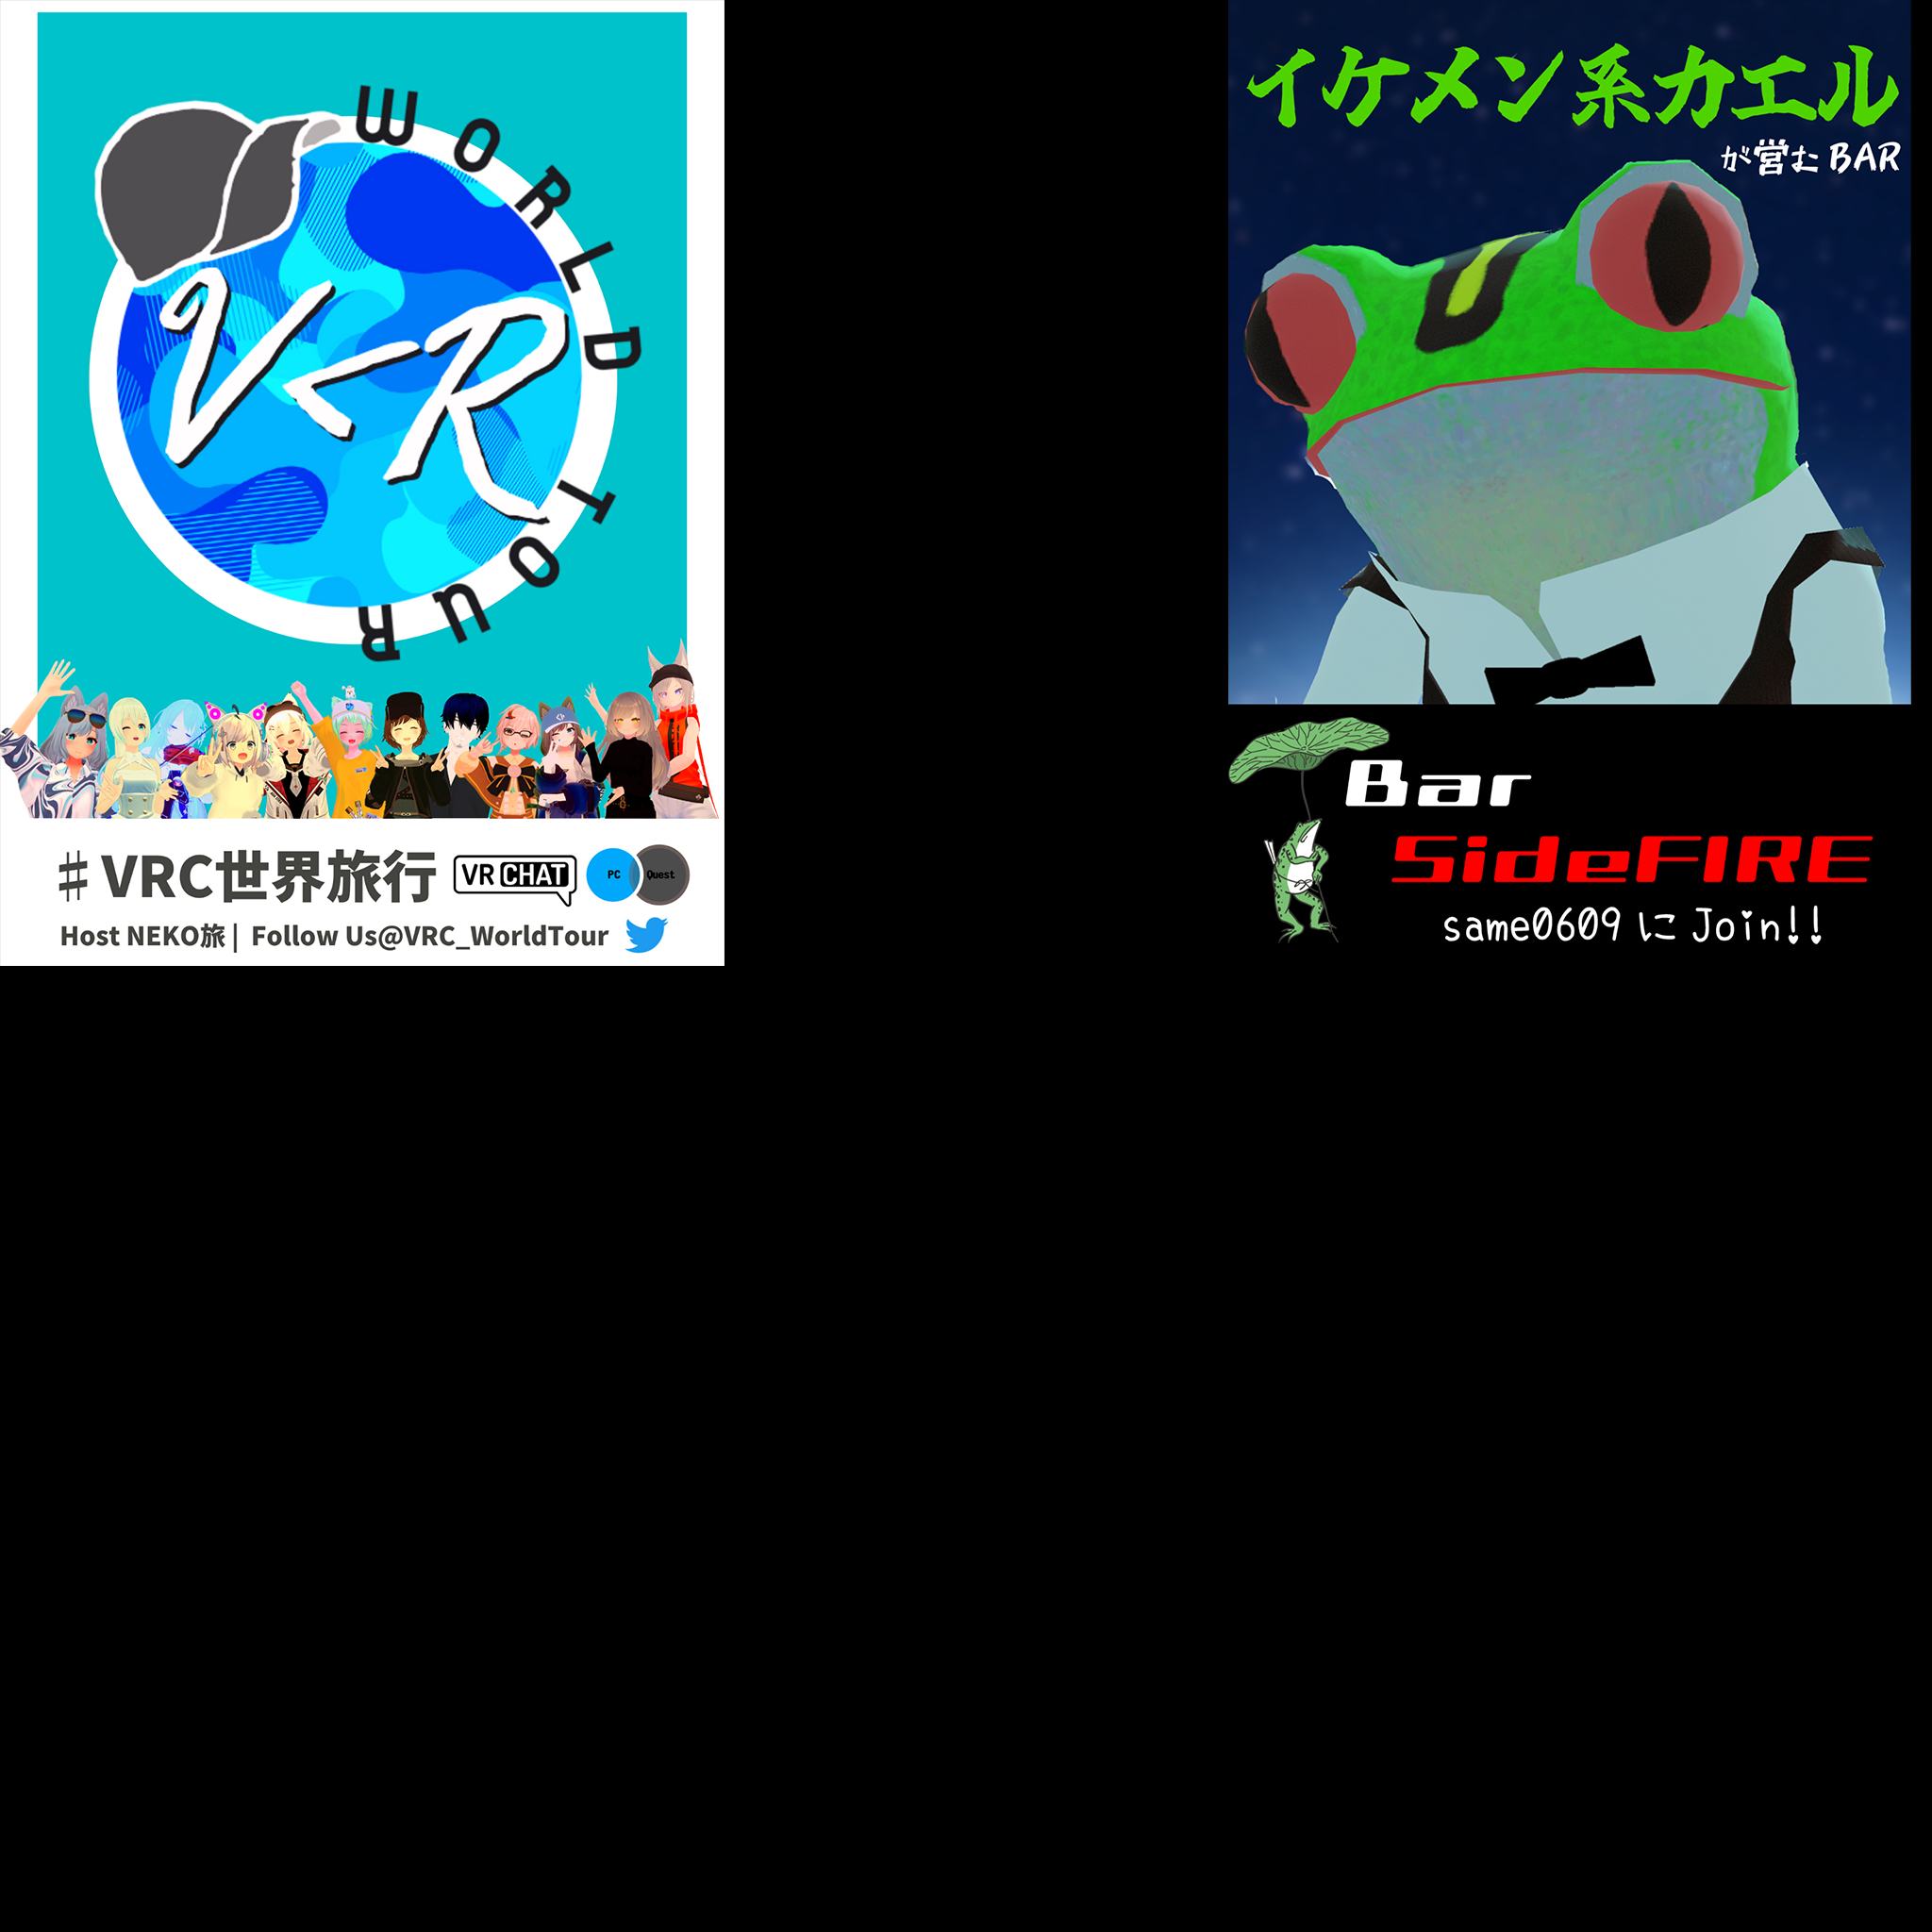 WORLD TOUR
V<R
#VRC世界旅行
VR CHAT
PC
Quest
Host NEKO旅| Follow Us@VRC_WorldTour
イケメン系カエル
が営むBAR
Bar
SideFIRE
same0609 に Join!!